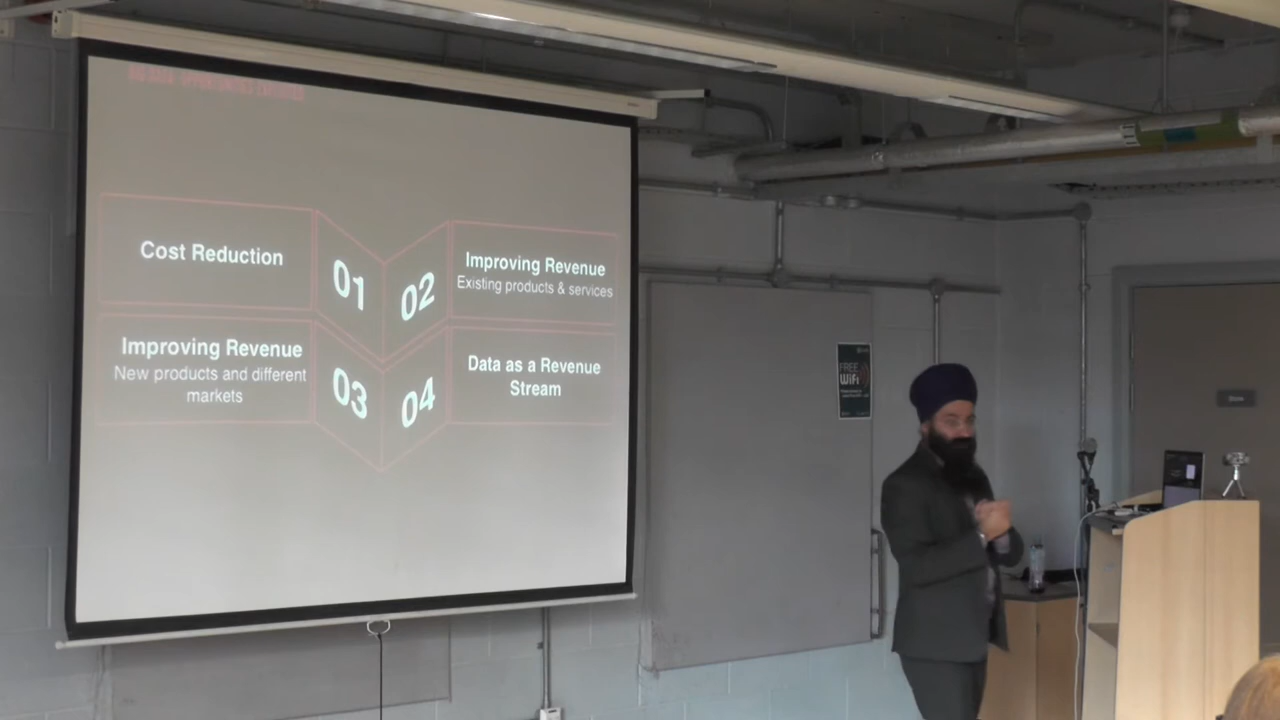 Cost Reduction
01
02
Improving Revenue
Existing products & services
Improving Revenue
New products and different
markets
03
04
Data as a Revenue
Stream
FREE
WiFi